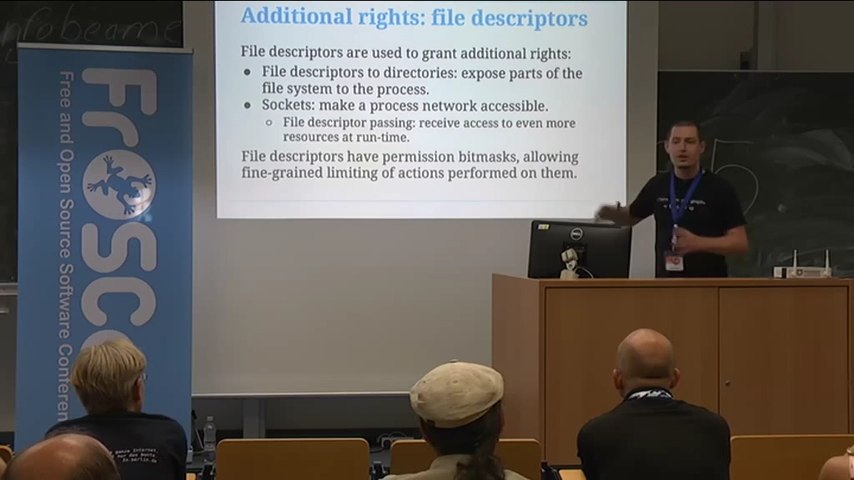 Additional rights: file descriptors
File descriptors are used to grant additional rights:
● File descriptors to directories: expose parts of the
file system to the process.
● Sockets: make a process network accessible.
○ File descriptor passing: receive access to even more
resources at run-time.
File descriptors have permission bitmasks, allowing
fine-grained limiting of actions performed on them.
FrOSC
Free and Open Source Software Conferen
DELL
5